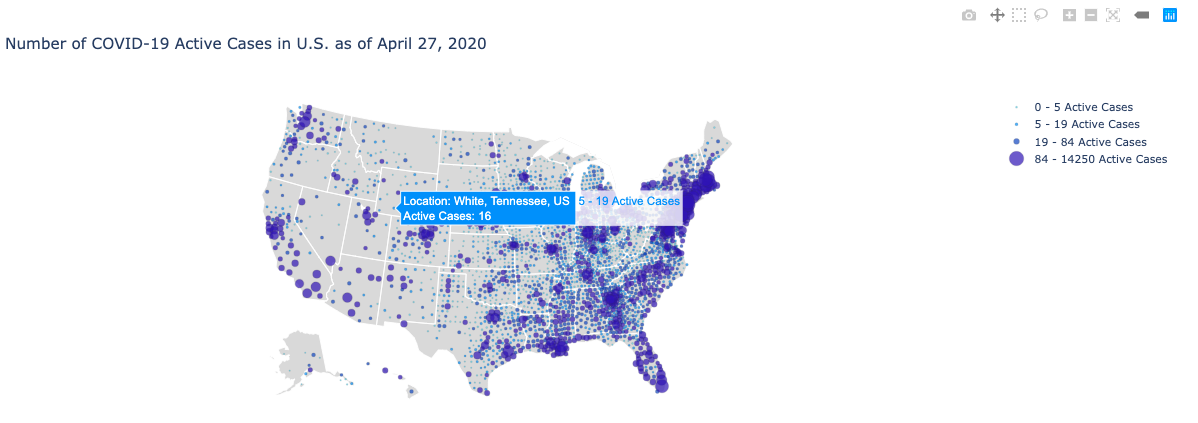 Number of COVID-19 Active Cases in U.S. as of April 27, 2020
0 - 5 Active Cases
5 - 19 Active Cases
19 - 84 Active Cases
84 - 14250 Active Cases
Location: White, Tennessee, US
Active Cases: 16
5 - 19 Active Cases